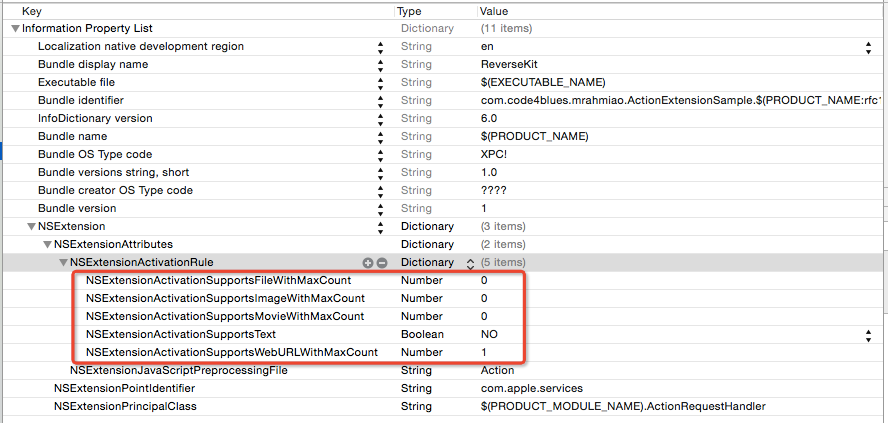 Key Type Value
Information Property List Dictionary (11 items)
Localization native development region String en
Bundle display name String ReverseKit
Executable file String $(EXECUTABLE_NAME)
Bundle identifier String com.code4blues.mrahmiao.ActionExtensionSample.$(PRODUCT_NAME:rfc1
InfoDictionary version String 6.0
Bundle name String $(PRODUCT_NAME)
Bundle OS Type code String XPC!
Bundle versions string, short String 1.0
Bundle creator OS Type code String ????
Bundle version String 1
NSExtension Dictionary (3 items)
NSExtensionAttributes Dictionary (2 items)
NSExtensionActivationRule Dictionary (5 items)
NSExtensionActivationSupportsFileWithMaxCount Number 0
NSExtensionActivationSupportsImageWithMaxCount Number 0
NSExtensionActivationSupportsMovieWithMaxCount Number 0
NSExtensionActivationSupportsText Boolean NO
NSExtensionActivationSupportsWebURLWithMaxCount Number 1
NSExtensionJavaScriptPreprocessingFile String Action
NSExtensionPointIdentifier String com.apple.services
NSExtensionPrincipalClass String $(PRODUCT_MODULE_NAME).ActionRequestHandler